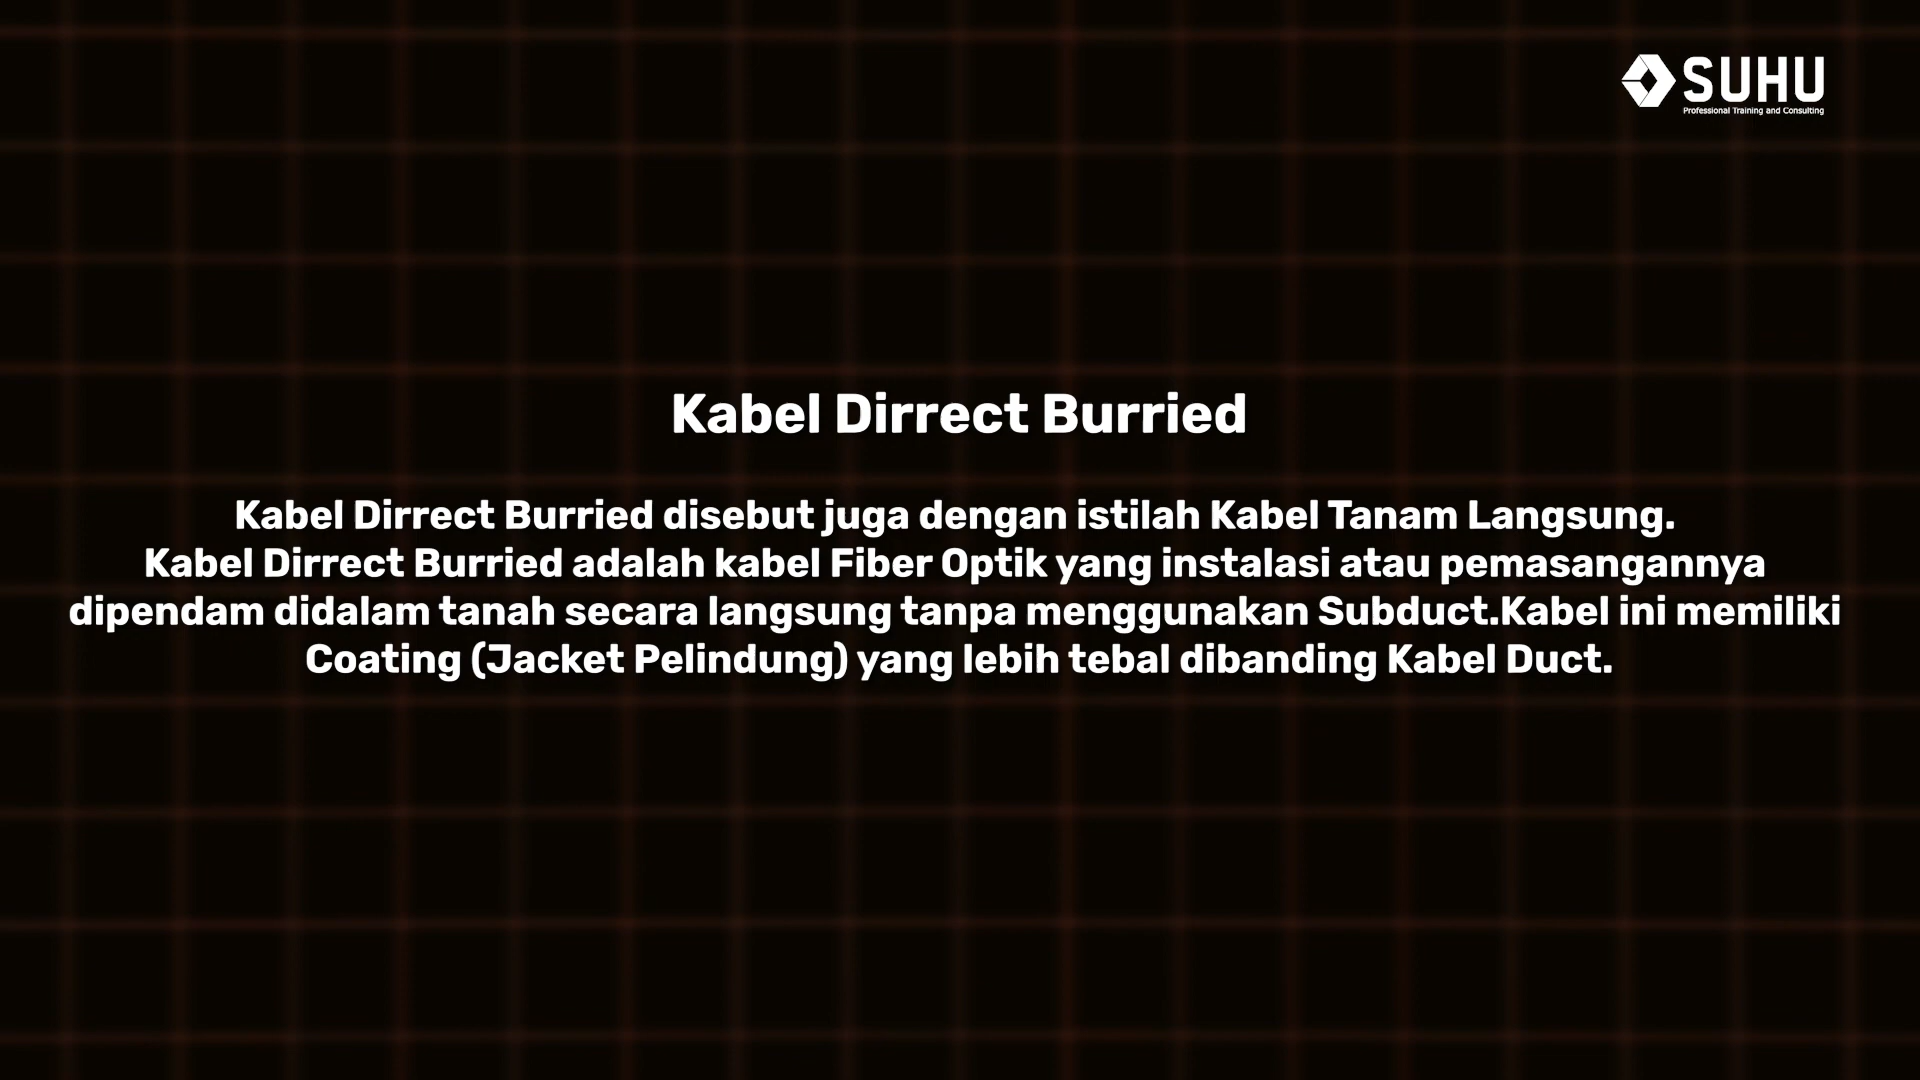 SUHU
Professional Training and Consulting
Kabel Dirrect Burried
Kabel Dirrect Burried disebut juga dengan istilah Kabel Tanam Langsung.
Kabel Dirrect Burried adalah kabel Fiber Optik yang instalasi atau pemasangannya
dipendam didalam tanah secara langsung tanpa menggunakan Subduct.Kabel ini memiliki
Coating (Jacket Pelindung) yang lebih tebal dibanding Kabel Duct.